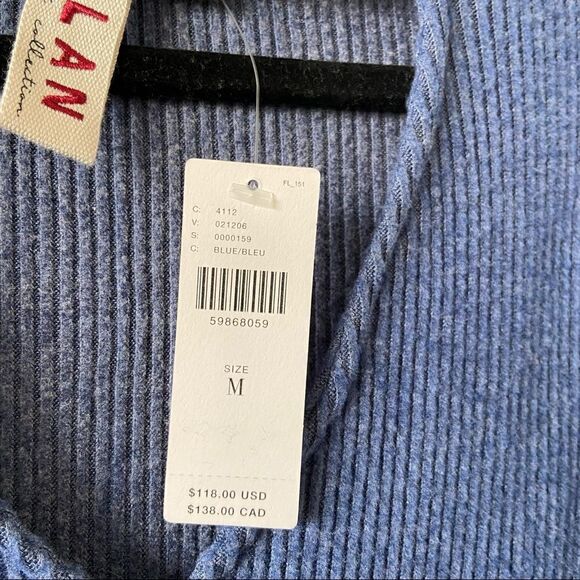 LAN
collection
FL_151
C: 4112
V: 021206
S: 0000159
C: BLUE/BLEU
59868059
SIZE
M
$118.00 USD
$138.00 CAD